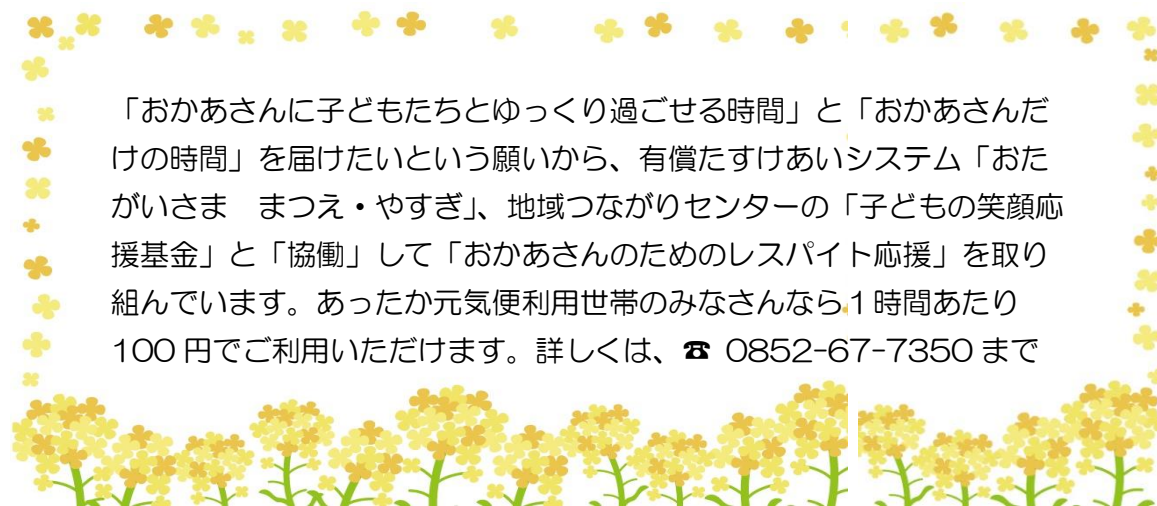 「おかあさんに子どもたちとゆっくり過ごせる時間」と「おかあさんだ
けの時間」を届けたいという願いから、有償たすけあいシステム「おた
がいさま　まつえ・やすぎ」、地域つながりセンターの「子どもの笑顔応
援基金」と「協働」して「おかあさんのためのレスパイト応援」を取り
組んでいます。あったか元気便利用世帯のみなさんなら１時間あたり
100 円でご利用いただけます。詳しくは、☎ 0852-67-7350 まで